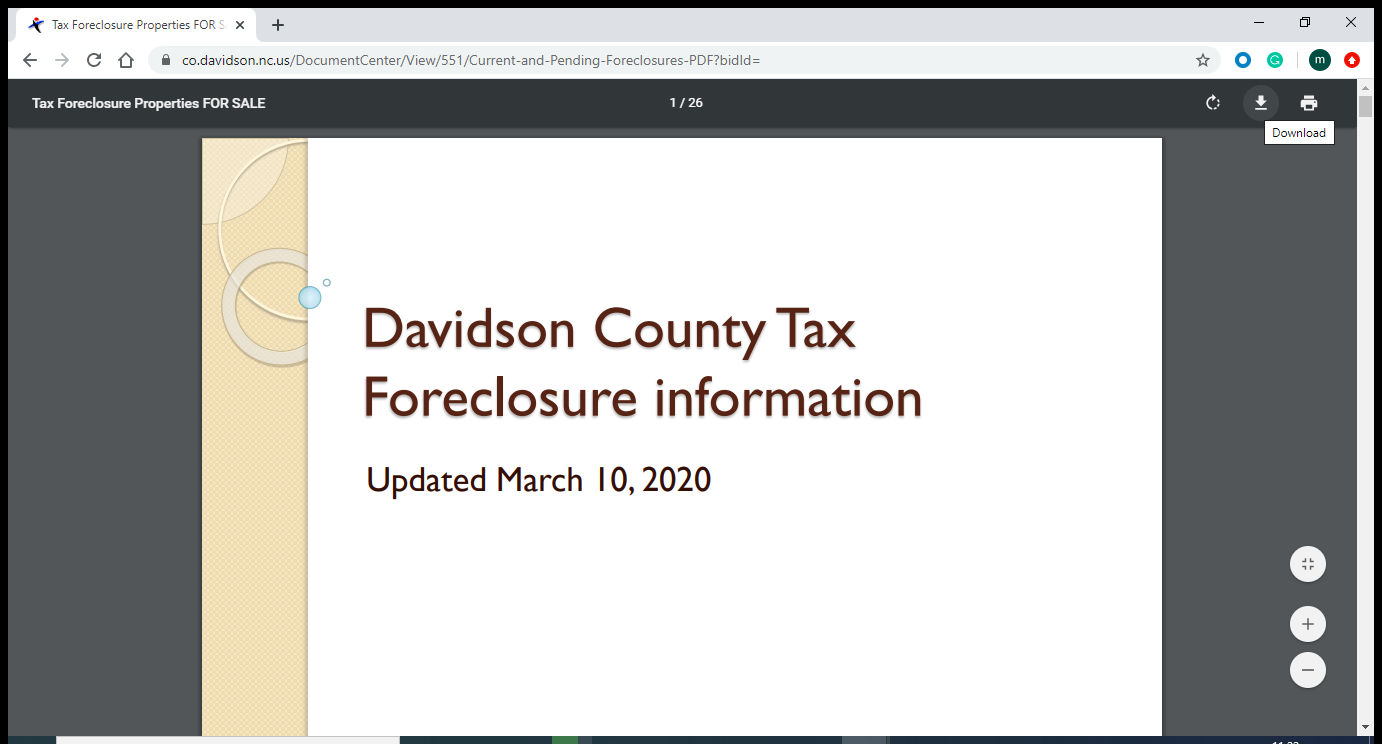 Tax Foreclosure Properties FOR S
co.davidson.nc.us/DocumentCenter/View/551/Current-and-Pending-Foreclosures-PDF?bidId=
m
Tax Foreclosure Properties FOR SALE
1 / 26
Download
Davidson County Tax
Foreclosure information
Updated March 10, 2020